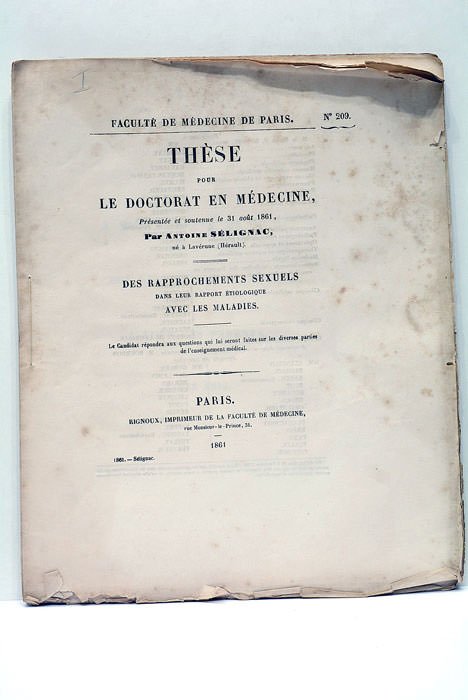 I
FACULTÉ DE MÉDECINE DE PARIS. N° 209.
THÈSE
POUR
LE DOCTORAT EN MÉDECINE,
Présentée et soutenue le 31 août 1861,
Par ANTOINE SÉLIGNAC,
né à Lavérune (Hérault).
DES RAPPROCHEMENTS SEXUELS
DANS LEUR RAPPORT ÉTIOLOGIQUE
AVEC LES MALADIES.
Le Candidat répondra aux questions qui lui seront faites sur les diverses parties
de l'enseignement médical.
PARIS.
RIGNOUX, IMPRIMEUR DE LA FACULTÉ DE MÉDECINE,
rue Monsieur-le-Prince, 31.
1861
1861. — Sélignac.